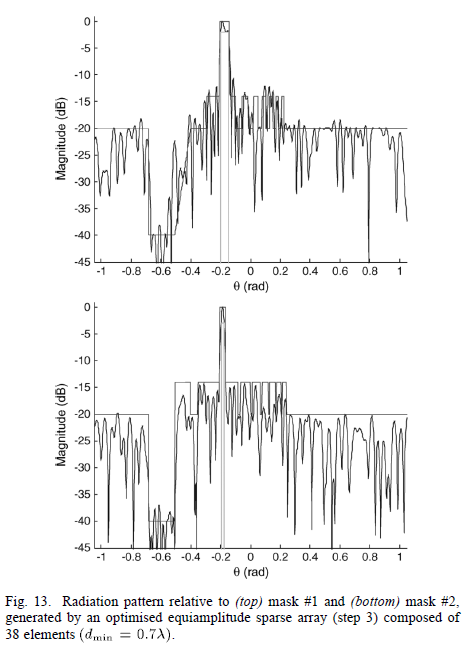 0
-5
-10
-15
-20
-25
-30
-35
-40
-45
Magnitude (dB)
-1 -0.8 -0.6 -0.4 -0.2 0 0.2 0.4 0.6 0.8 1
θ (rad)
0
-5
-10
-15
-20
-25
-30
-35
-40
-45
Magnitude (dB)
-1 -0.8 -0.6 -0.4 -0.2 0 0.2 0.4 0.6 0.8 1
θ (rad)
Fig. 13. Radiation pattern relative to (top) mask #1 and (bottom) mask #2,
generated by an optimised equiamplitude sparse array (step 3) composed of
38 elements (dmin = 0.7λ).